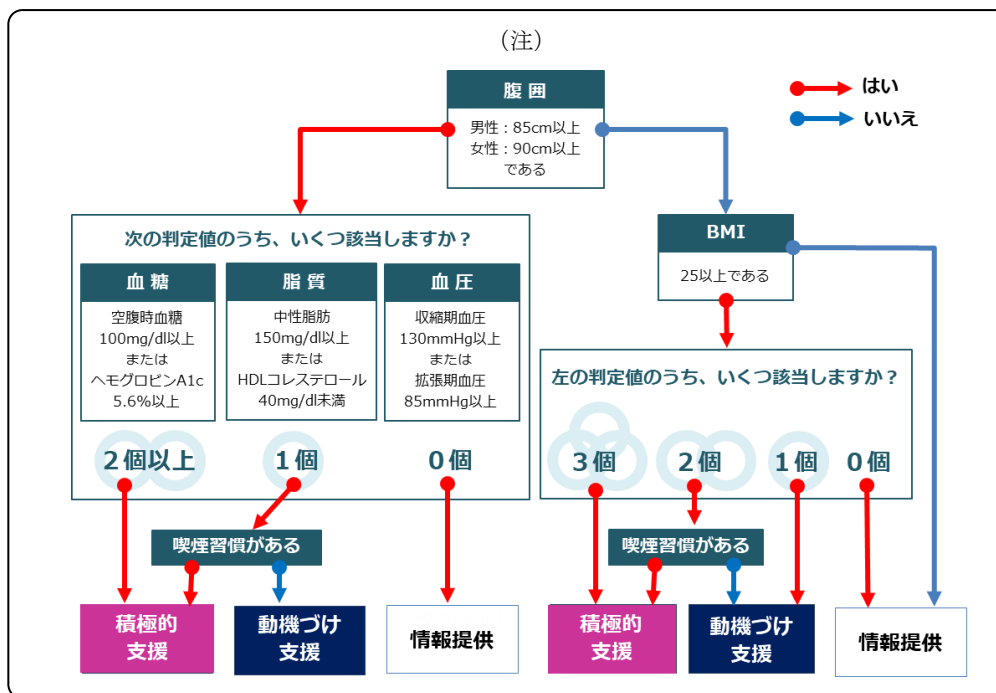 （注）
腹囲
男性：85cm以上
女性：90cm以上
である
はい
いいえ
次の判定値のうち、いくつ該当しますか？
血糖
空腹時血糖
100mg/dl以上
または
ヘモグロビンA1c
5.6%以上
脂質
中性脂肪
150mg/dl以上
または
HDLコレステロール
40mg/dl未満
血圧
収縮期血圧
130mmHg以上
または
拡張期血圧
85mmHg以上
2個以上
1個
0個
喫煙習慣がある
積極的
支援
動機づけ
支援
情報提供
BMI
25以上である
左の判定値のうち、いくつ該当しますか？
3個
2個
1個
0個
喫煙習慣がある
積極的
支援
動機づけ
支援
情報提供